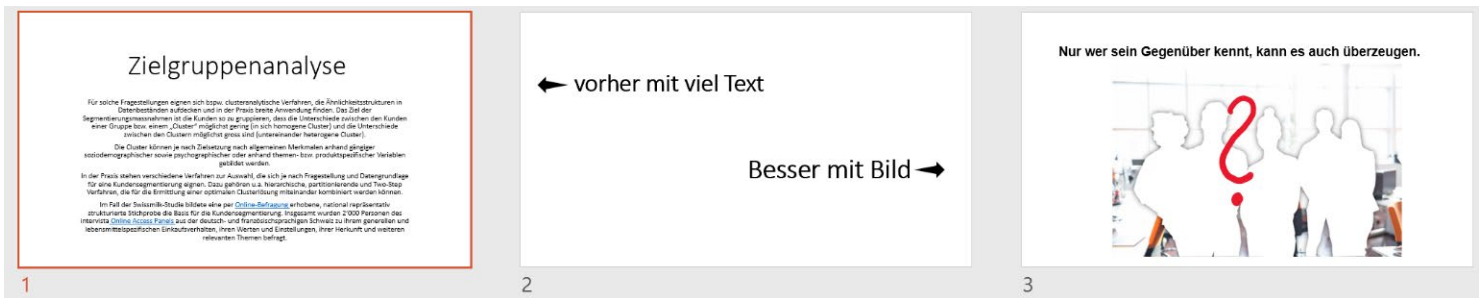 Zielgruppenanalyse
Für solche Fragestellungen eignen sich bspw. clusteranalytische Verfahren, die Ähnlichkeitsstrukturen in
Datenbeständen aufdecken und in der Praxis breite Anwendung finden. Das Ziel der
Segmentierungsmassnahmen ist die Kunden so zu gruppieren, dass die Unterschiede zwischen den Kunden
einer Gruppe bzw. einem „Cluster" möglichst gering (in sich homogene Cluster) und die Unterschiede
zwischen den Clustern möglichst gross sind (untereinander heterogene Cluster).
Die Cluster können je nach Zielsetzung nach allgemeinen Merkmalen anhand gängiger
soziodemographischer sowie psychographischer oder anhand themen- bzw. produktspezifischer Variablen
gebildet werden.
In der Praxis stehen verschiedene Verfahren zur Auswahl, die sich je nach Fragestellung und Datengrundlage
für eine Kundensegmentierung eignen. Dazu gehören u.a. hierarchische, partitionierende und Two-Step
Verfahren, die für die Ermittlung einer optimalen Clusterlösung miteinander kombiniert werden können.
Im Fall der Swissmilk-Studie bildete eine per Online-Befragung erhobene, national repräsentativ
strukturierte Stichprobe die Basis für die Kundensegmentierung. Insgesamt wurden 2'000 Personen des
intervista Online Access Panels aus der deutsch- und französischsprachigen Schweiz zu ihrem generellen und
lebensmittelspezifischen Einkaufsverhalten, ihren Werten und Einstellungen, ihrer Herkunft und weiteren
relevanten Themen befragt.
1
vorher mit viel Text
Besser mit Bild
2
Nur wer sein Gegenüber kennt, kann es auch überzeugen.
?
3